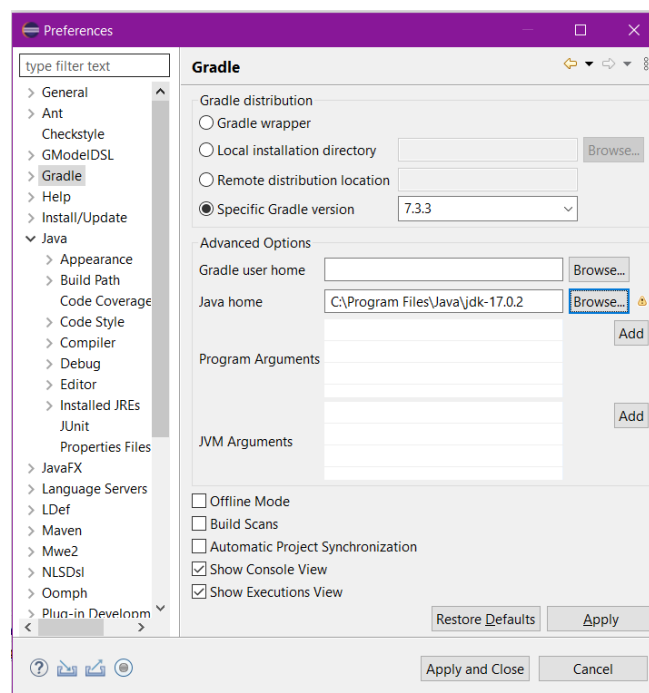 Preferences
type filter text
General
Ant
Checkstyle
GModelDSL
Gradle
Help
Install/Update
Java
Appearance
Build Path
Code Coverage
Code Style
Compiler
Debug
Editor
Installed JREs
JUnit
Properties Files
JavaFX
Language Servers
LDef
Maven
Mwe2
NLSDsl
Oomph
Plug-in Developm
Gradle
Gradle distribution
Gradle wrapper
Local installation directory Browse...
Remote distribution location
Specific Gradle version 7.3.3
Advanced Options
Gradle user home Browse...
Java home C:\Program Files\Java\jdk-17.0.2 Browse...
Add
Program Arguments
Add
JVM Arguments
Offline Mode
Build Scans
Automatic Project Synchronization
Show Console View
Show Executions View
Restore Defaults Apply
Apply and Close Cancel